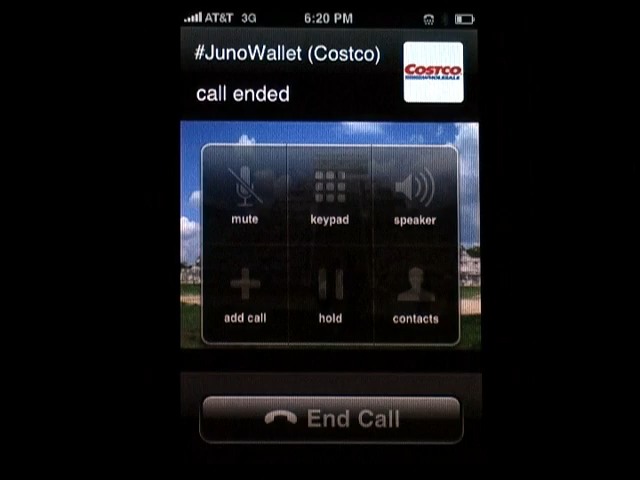 AT&T 3G 6:20 PM
#JunoWallet (Costco)
COSTCO
WHOLESALE
call ended
mute keypad speaker
add call hold contacts
End Call